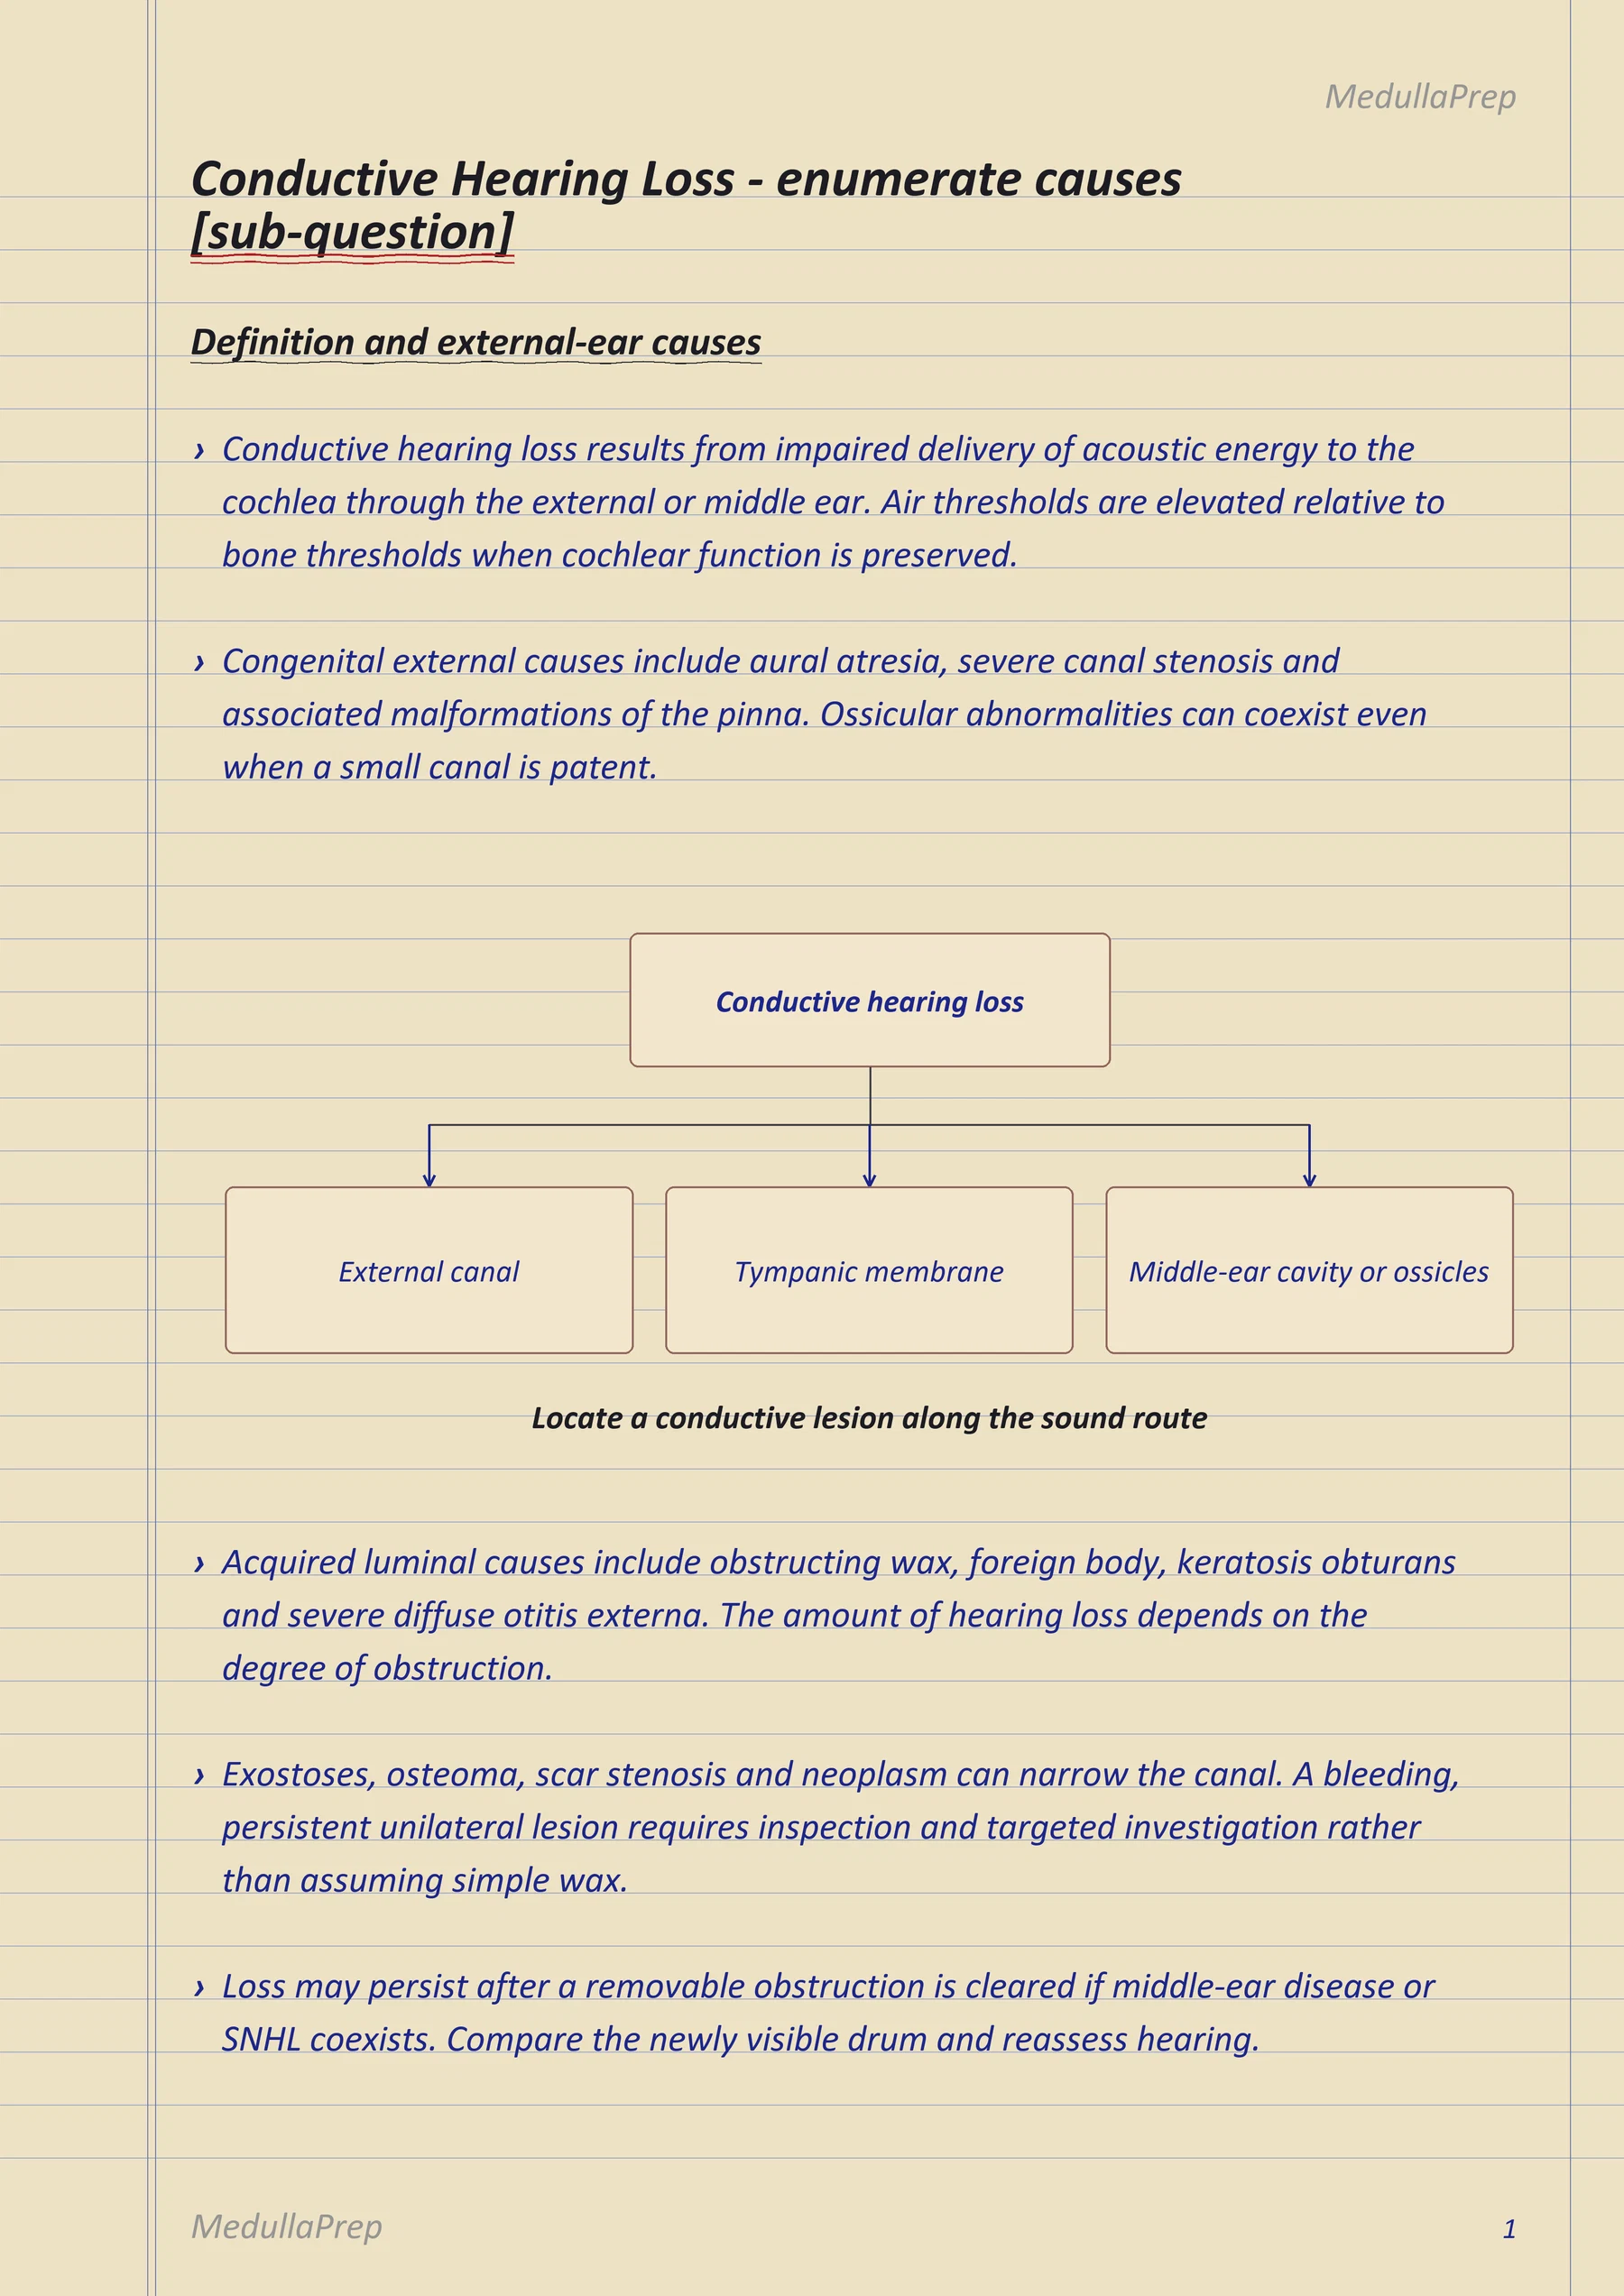 MedullaPrep
Conductive Hearing Loss - enumerate causes
[sub-question]
Definition and external-ear causes
› Conductive hearing loss results from impaired delivery of acoustic energy to the
cochlea through the external or middle ear. Air thresholds are elevated relative to
bone thresholds when cochlear function is preserved.
› Congenital external causes include aural atresia, severe canal stenosis and
associated malformations of the pinna. Ossicular abnormalities can coexist even
when a small canal is patent.
Conductive hearing loss
External canal
Tympanic membrane
Middle-ear cavity or ossicles
Locate a conductive lesion along the sound route
› Acquired luminal causes include obstructing wax, foreign body, keratosis obturans
and severe diffuse otitis externa. The amount of hearing loss depends on the
degree of obstruction.
› Exostoses, osteoma, scar stenosis and neoplasm can narrow the canal. A bleeding,
persistent unilateral lesion requires inspection and targeted investigation rather
than assuming simple wax.
› Loss may persist after a removable obstruction is cleared if middle-ear disease or
SNHL coexists. Compare the newly visible drum and reassess hearing.
MedullaPrep
1